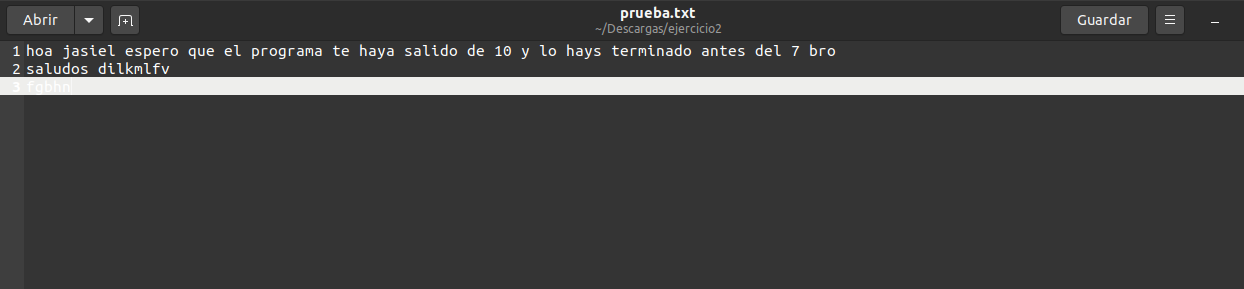 Abrir
prueba.txt
~/Descargas/ejercicio2
Guardar
1 hoa jasiel espero que el programa te haya salido de 10 y lo hays terminado antes del 7 bro
2 saludos dilkmlfv
3